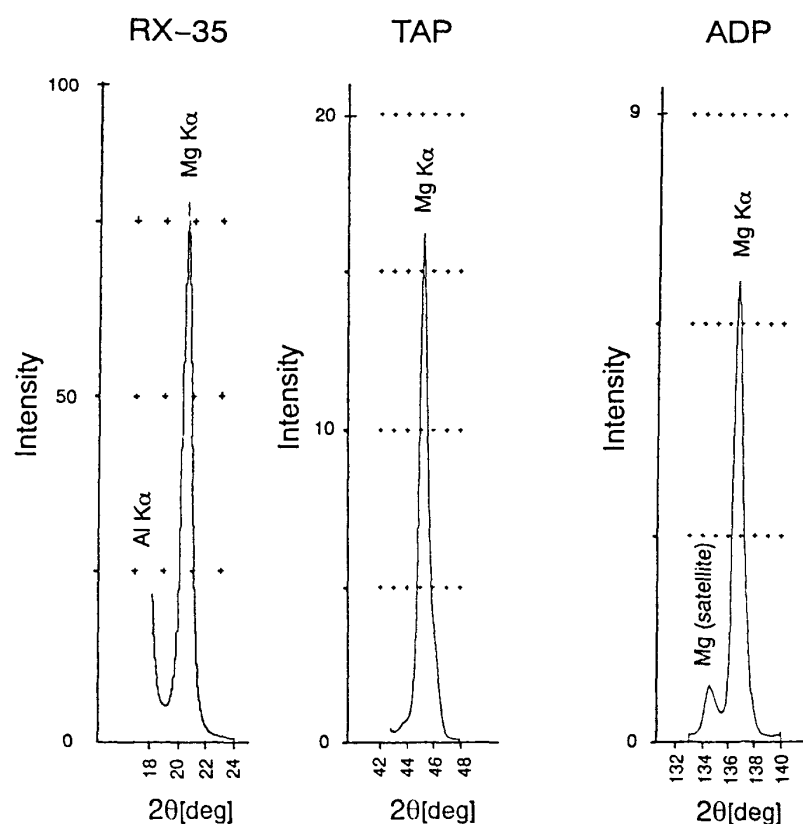 RX-35
100
50
0
Intensity
Al Kα
Mg Kα
18 20 22 24
2θ[deg]
TAP
20
10
0
Intensity
Mg Kα
42 44 46 48
2θ[deg]
ADP
9
0
Intensity
Mg (satellite)
Mg Kα
132 134 136 138 140
2θ[deg]